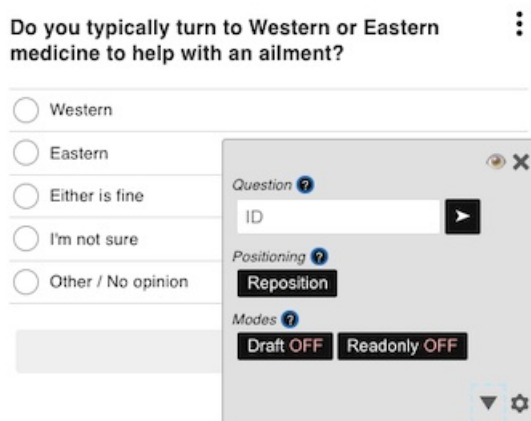 Do you typically turn to Western or Eastern
medicine to help with an ailment?
Western
Eastern
Either is fine
I'm not sure
Other / No opinion
Question ?
ID
Positioning ?
Reposition
Modes ?
Draft OFF Readonly OFF